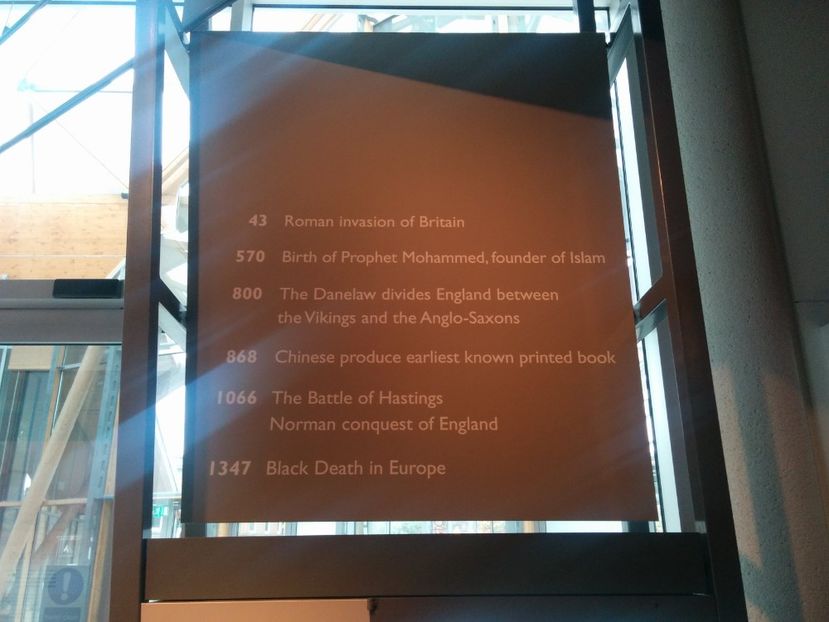 43 Roman invasion of Britain
570 Birth of Prophet Mohammed, founder of Islam
800 The Danelaw divides England between
the Vikings and the Anglo-Saxons
868 Chinese produce earliest known printed book
1066 The Battle of Hastings
Norman conquest of England
1347 Black Death in Europe